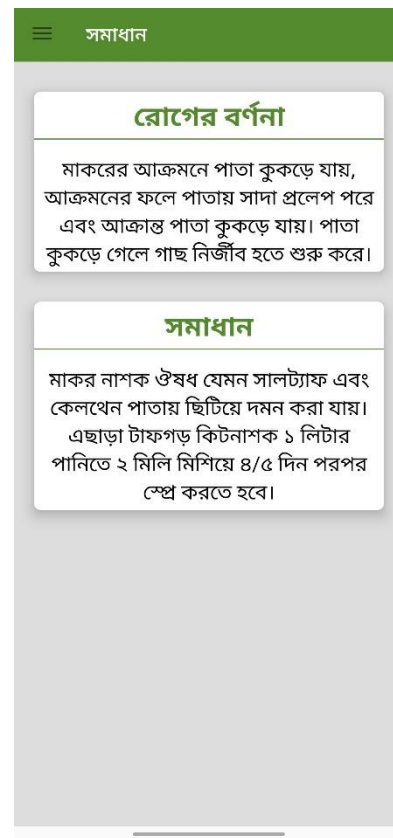 সমাধান
রোগের বর্ণনা
মাকরের আক্রমনে পাতা কুকড়ে যায়,
আক্রমনের ফলে পাতায় সাদা প্রলেপ পরে
এবং আক্রান্ত পাতা কুকড়ে যায়। পাতা
কুকড়ে গেলে গাছ নির্জীব হতে শুরু করে।
সমাধান
মাকর নাশক ঔষধ যেমন সালট্যাফ এবং
কেলথেন পাতায় ছিটিয়ে দমন করা যায়।
এছাড়া টাফগড় কিটনাশক ১ লিটার
পানিতে ২ মিলি মিশিয়ে ৪/৫ দিন পরপর
স্প্রে করতে হবে।